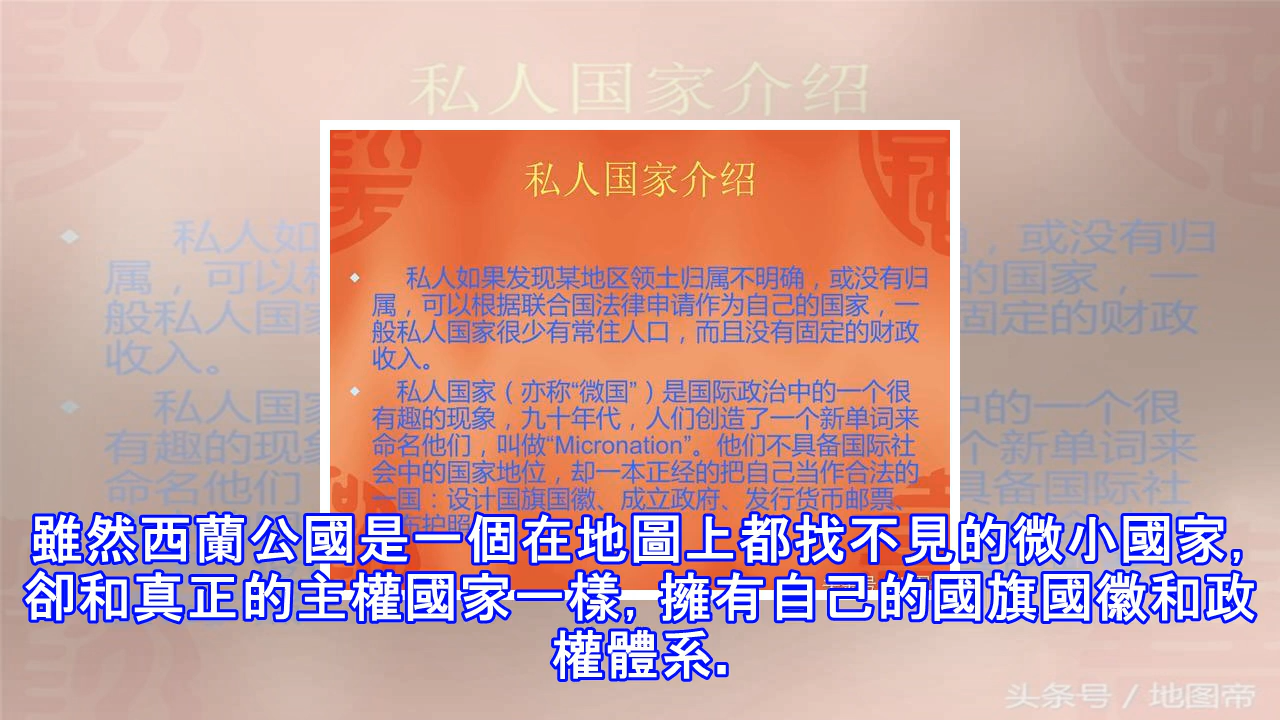 私人国家介绍
私人国家介绍
私人如果发现某地区领土归属不明确，或没有归
属，可以根据联合国法律申请作为自己的国家，一
般私人国家很少有常住人口，而且没有固定的财政
收入。
私人国家（亦称“微国”）是国际政治中的一个很
有趣的现象，九十年代，人们创造了一个新单词来
命名他们，叫做“Micronation”。他们不具备国际社
会中的国家地位，却一本正经的把自己当作合法的
一国：设计国旗国徽、成立政府、发行货币邮票、
护照
雖然西蘭公國是一個在地圖上都找不見的微小國家,
卻和真正的主權國家一樣, 擁有自己的國旗國徽和政
權體系.
头条号 / 地图帝